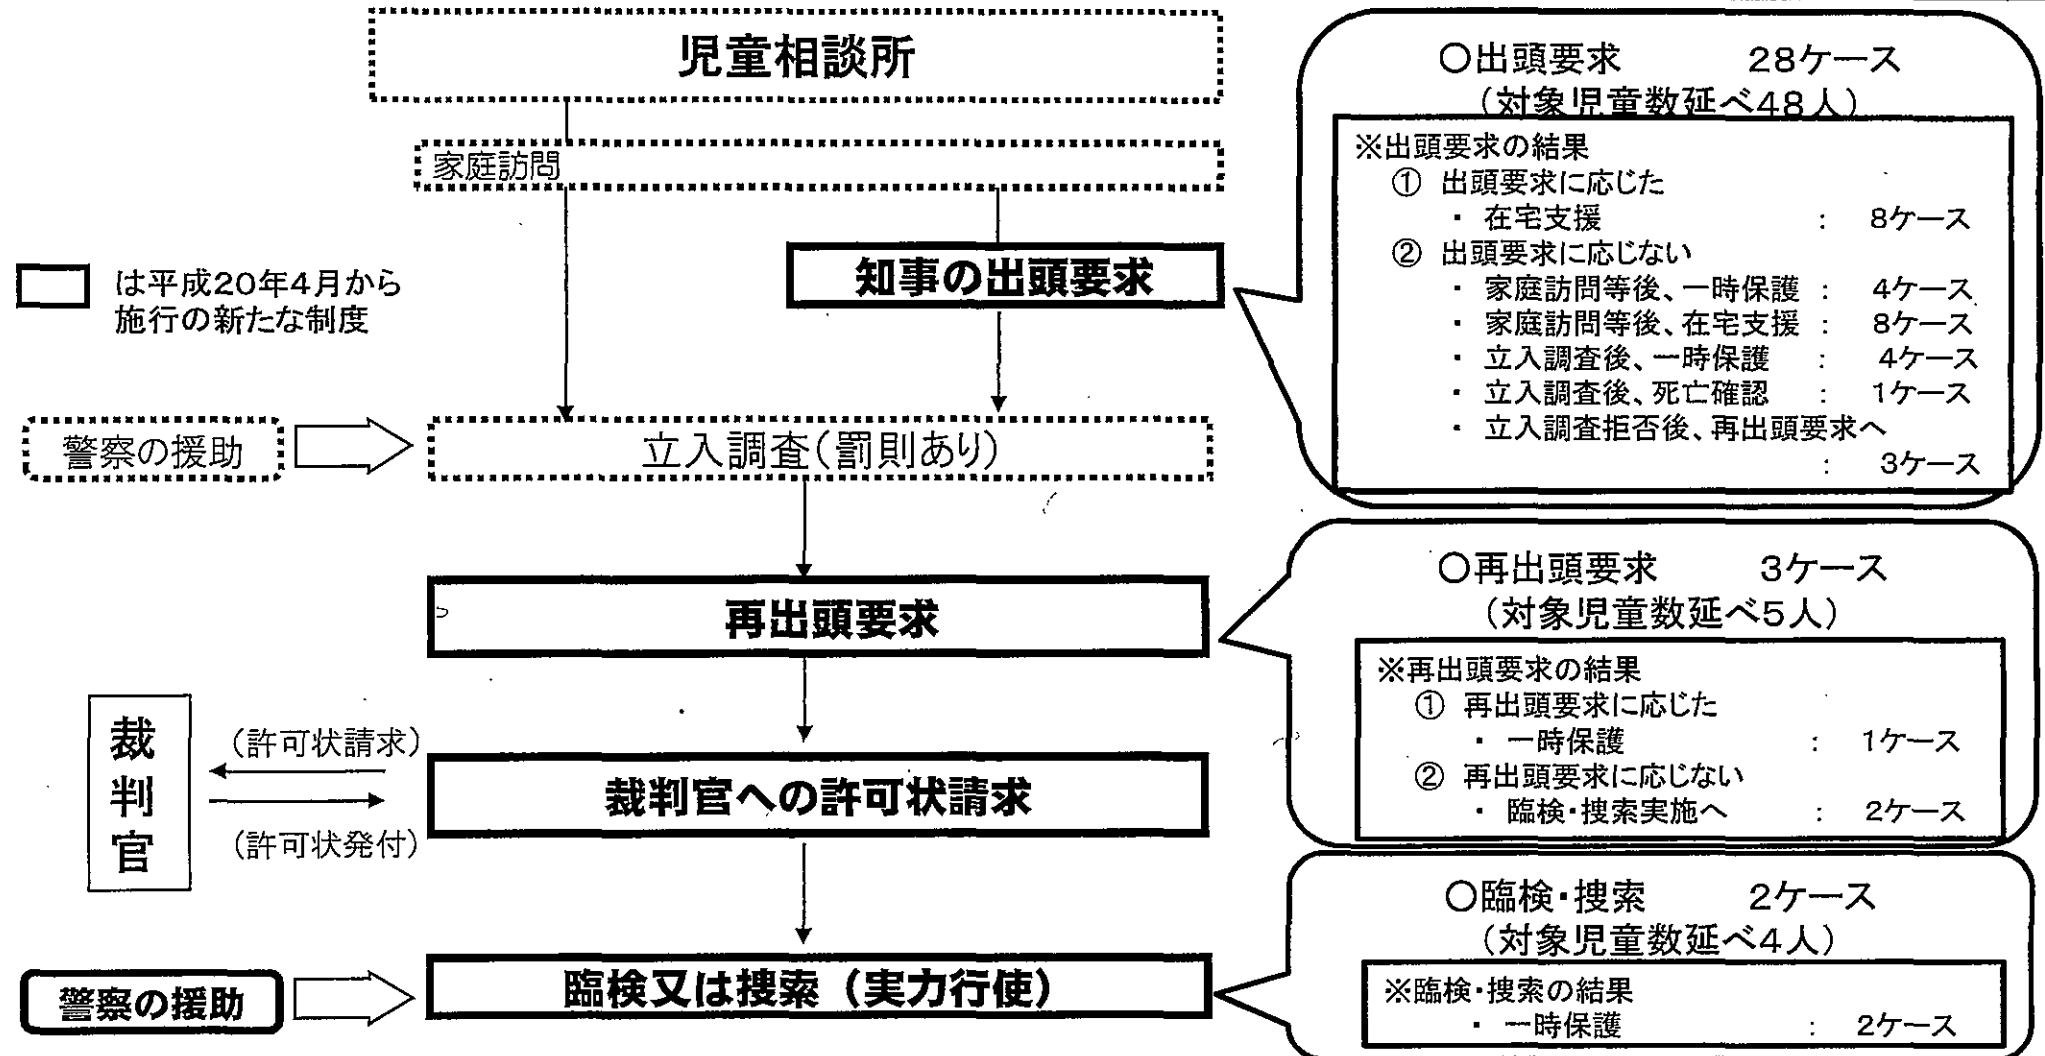 児童相談所
家庭訪問
知事の出頭要求
は平成20年4月から
施行の新たな制度
警察の援助
立入調査(罰則あり)
再出頭要求
裁判官
(許可状請求)
(許可状発付)
裁判官への許可状請求
警察の援助
臨検又は捜索(実力行使)
○出頭要求 28ケース
(対象児童数延べ48人)
※出頭要求の結果
① 出頭要求に応じた
・ 在宅支援 : 8ケース
② 出頭要求に応じない
・ 家庭訪問等後、一時保護 : 4ケース
・ 家庭訪問等後、在宅支援 : 8ケース
・ 立入調査後、一時保護 : 4ケース
・ 立入調査後、死亡確認 : 1ケース
・ 立入調査拒否後、再出頭要求へ
: 3ケース
○再出頭要求 3ケース
(対象児童数延べ5人)
※再出頭要求の結果
① 再出頭要求に応じた
・ 一時保護 : 1ケース
② 再出頭要求に応じない
・ 臨検・捜索実施へ : 2ケース
○臨検・捜索 2ケース
(対象児童数延べ4人)
※臨検・捜索の結果
・ 一時保護 : 2ケース